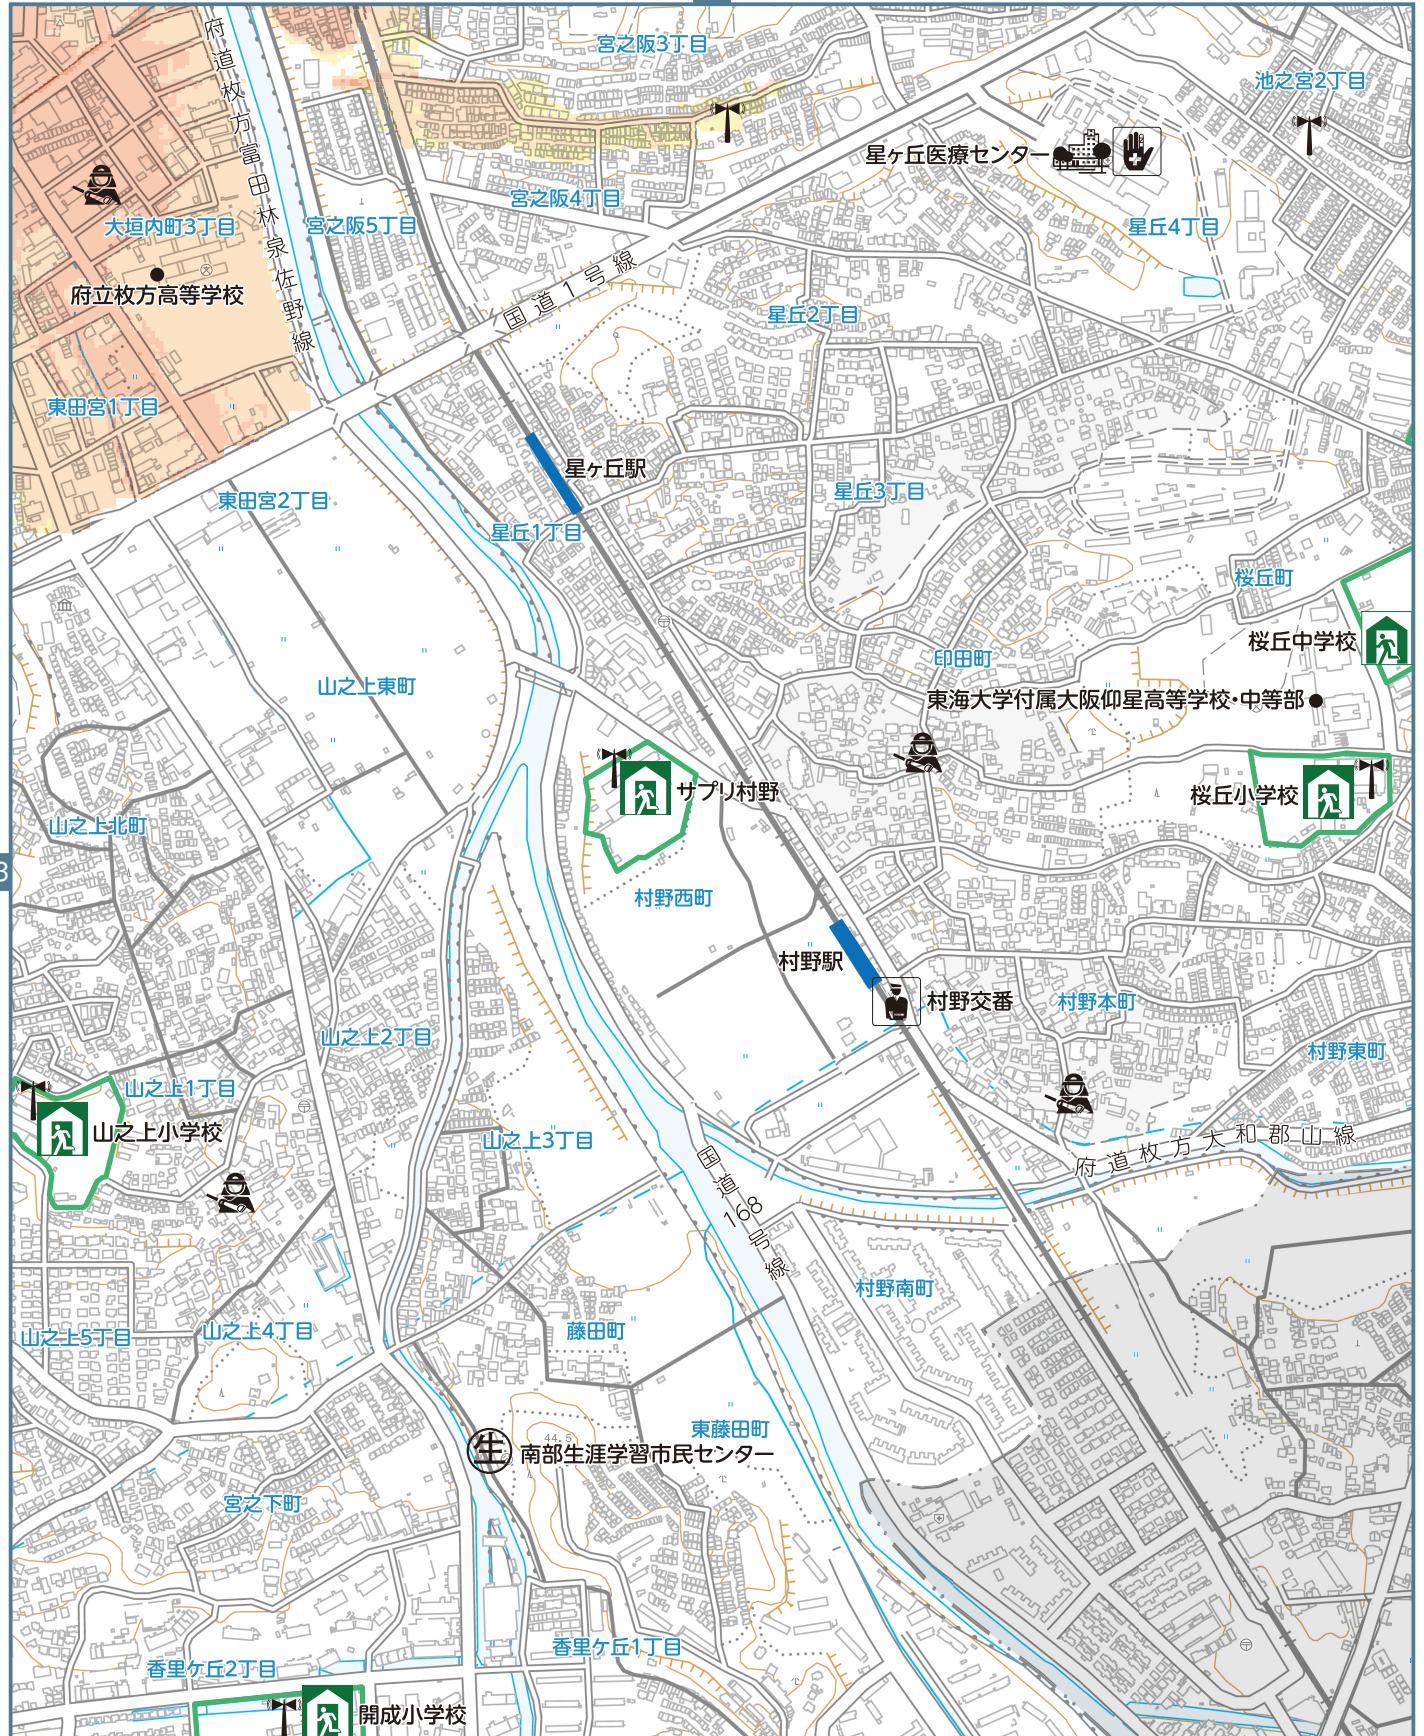 府道枚方富田林泉佐野線
宮之阪3丁目
池之宮2丁目
星ヶ丘医療センター
大垣内町3丁目
宮之阪5丁目
宮之阪4丁目
星丘4丁目
府立枚方高等学校
国道1号線
星丘2丁目
東田宮1丁目
星ヶ丘駅
星丘3丁目
東田宮2丁目
星丘1丁目
桜丘町
桜丘中学校
印田町
山之上東町
東海大学付属大阪仰星高等学校・中等部
サプリ村野
桜丘小学校
山之上北町
3
村野西町
村野駅
村野交番
村野本町
山之上2丁目
村野東町
山之上1丁目
山之上小学校
山之上3丁目
府道枚方大和郡山線
国道168号線
村野南町
山之上5丁目
山之上4丁目
藤田町
東藤田町
44.5
生
南部生涯学習市民センター
宮之下町
香里ケ丘1丁目
香里ケ丘2丁目
開成小学校